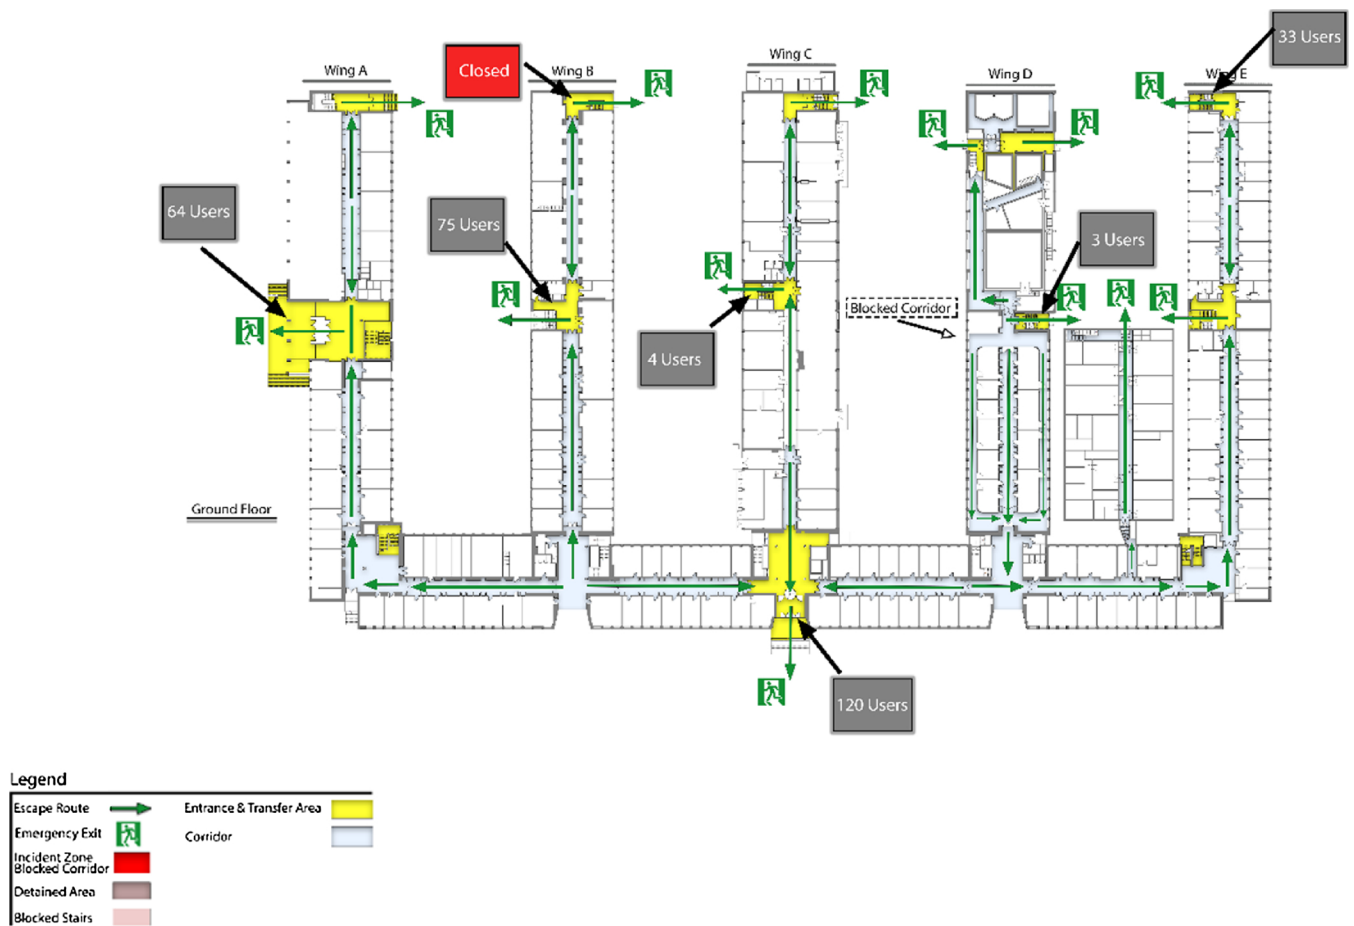 33 Users
Wing C
Closed
Wing A
Wing B
Wing D
Wing E
64 Users
75 Users
3 Users
Blocked Corridor
4 Users
Ground Floor
120 Users
Legend
Escape Route
Entrance & Transfer Area
Emergency Exit
Corridor
Incident Zone
Blocked Corridor
Detained Area
Blocked Stairs